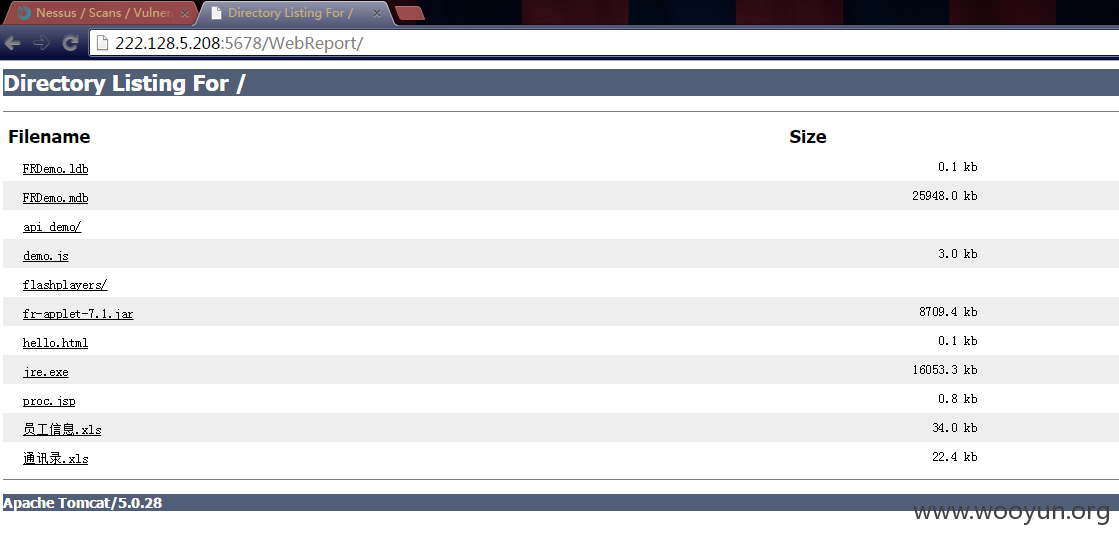 Nessus / Scans / Vulner
Directory Listing For /
222.128.5.208:5678/WebReport/
Directory Listing For /
Filename Size
FRDemo.ldb 0.1 kb
FRDemo.mdb 25948.0 kb
api_demo/
demo.js 3.0 kb
flashplayers/
fr-applet-7.1.jar 8709.4 kb
hello.html 0.1 kb
jre.exe 16053.3 kb
proc.jsp 0.8 kb
员工信息.xls 34.0 kb
通讯录.xls 22.4 kb
Apache Tomcat/5.0.28
www.wooyun.org